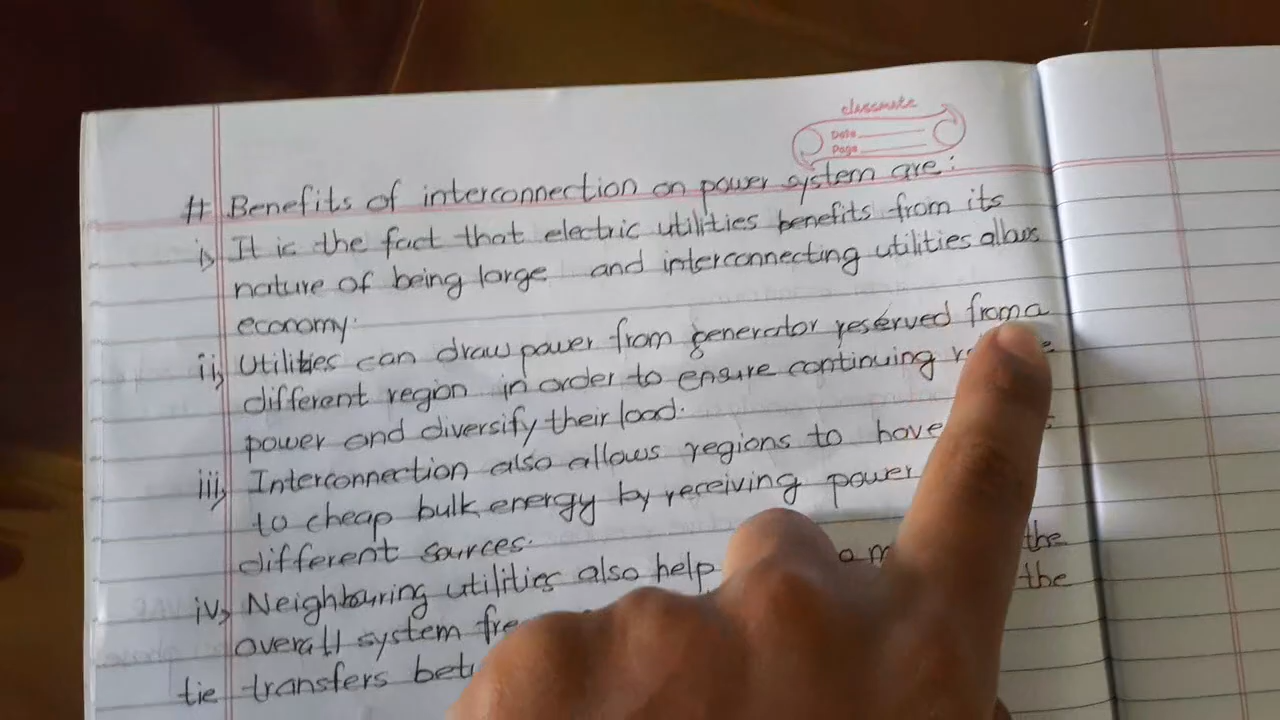 classmate
Date
Page
# Benefits of interconnection on power system are:
i) It is the fact that electric utilities benefits from its
nature of being large and interconnecting utilities allows
economy.
ii) Utilities can draw power from generator reserved from a
different region in order to ensure continuing
power and diversify their load.
iii) Interconnection also allows regions to have
to cheap bulk energy by receiving power
different sources.
iv) Neighbouring utilities also help the
overall system the
tie transfers